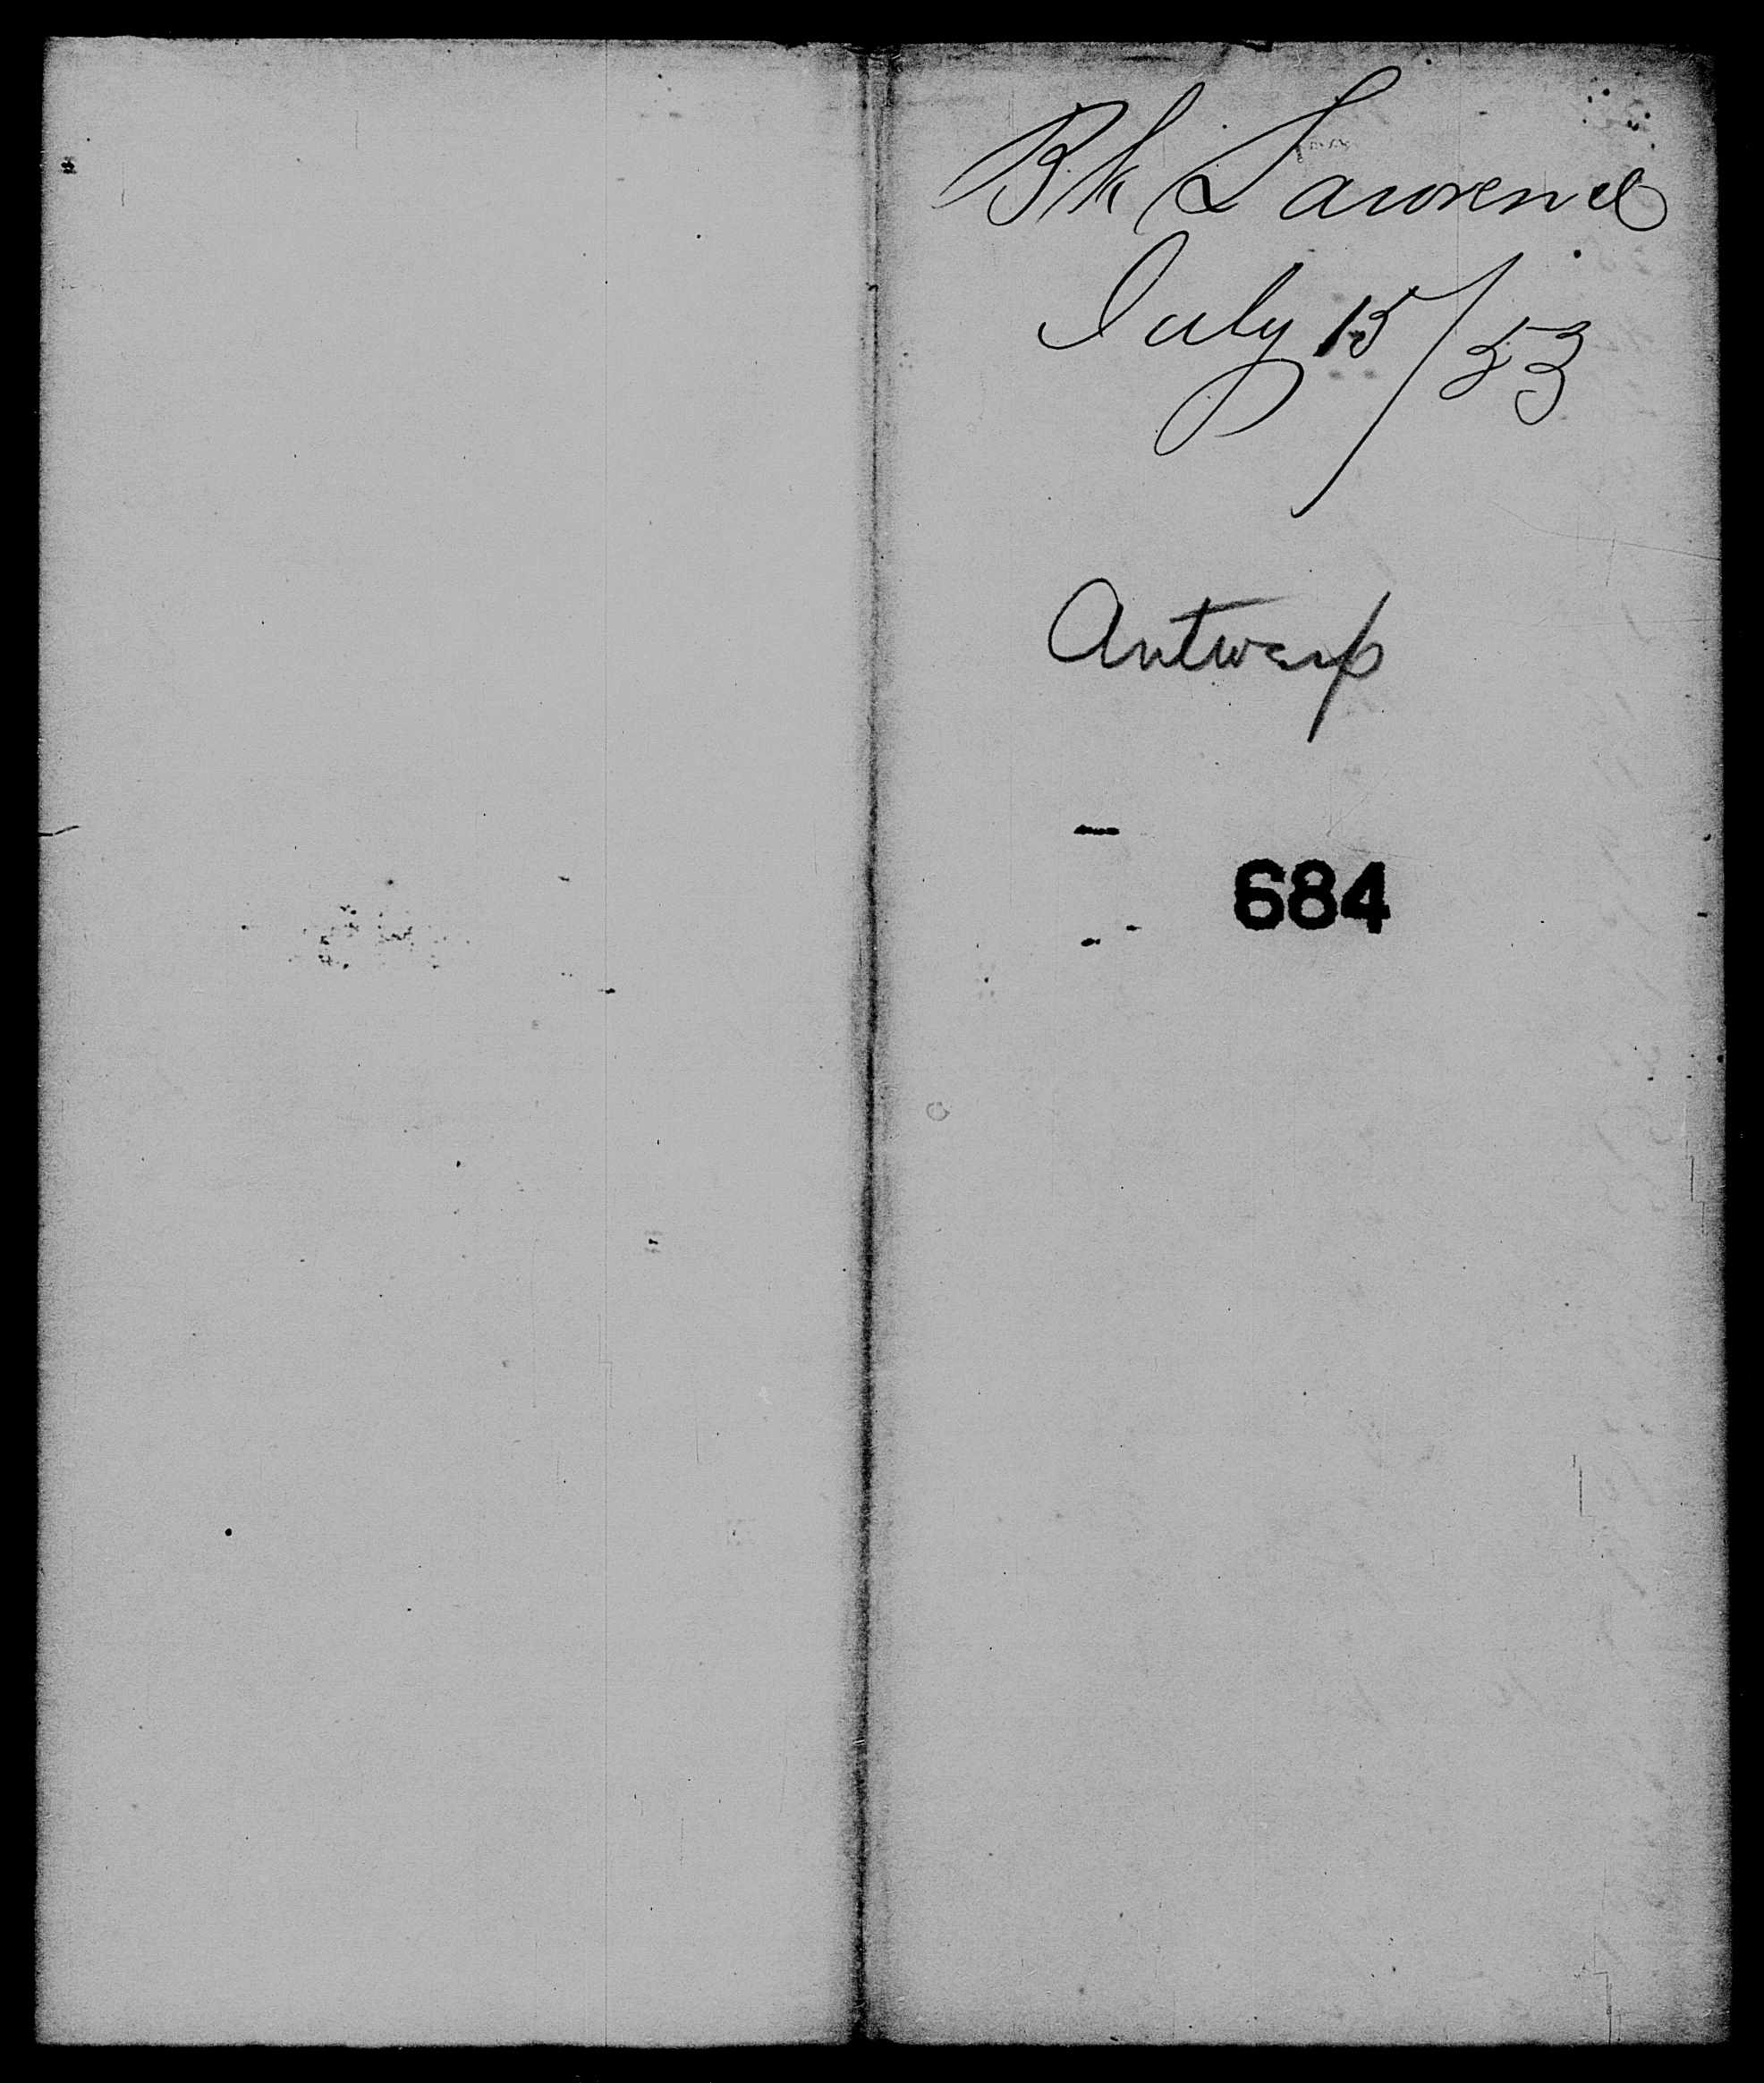 Bk Lawrence
July 15/53
Antwerp
684